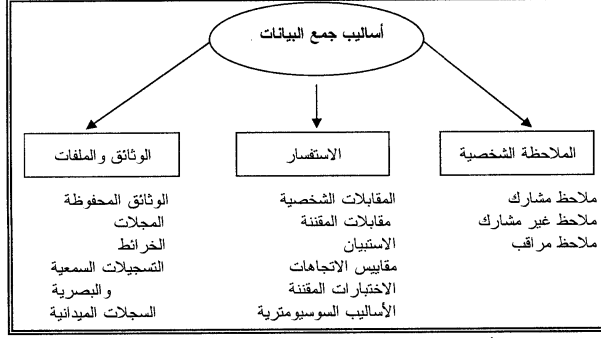 أساليب جمع البيانات
الملاحظة الشخصية
ملاحظ مشارك
ملاحظ غير مشارك
ملاحظ مراقب
الاستفسار
المقابلات الشخصية
مقابلات المقننة
الاستبيان
مقاييس الاتجاهات
الاختبارات المقننة
الأساليب السوسيومترية
الوثائق والملفات
الوثائق المحفوظة
المجلات
الخرائط
التسجيلات السمعية
والبصرية
السجلات الميدانية